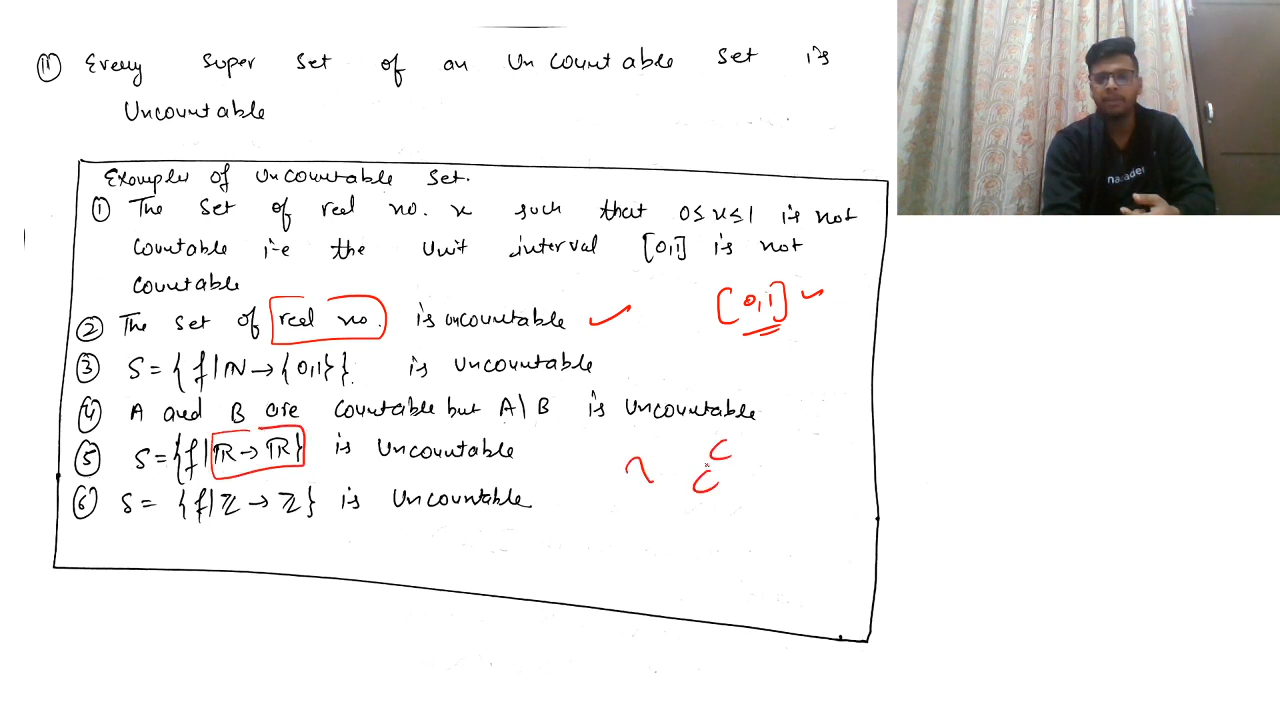 ⑪ Every super set of an Uncountable set is
Uncountable
Examples of Uncountable Set.
① The set of real no. x such that 0≤x≤1 is not
Countable i-e the Unit interval [0,1] is not
Countable
② The set of real no. is uncountable ✓ [0,1] ✓
③ S = { f | N → {0,1} } is Uncountable
④ A and B are Countable but A \ B is Uncountable
⑤ S = { f | R → R } is Uncountable
C
C
⑥ S = { f | Z → Z } is Uncountable